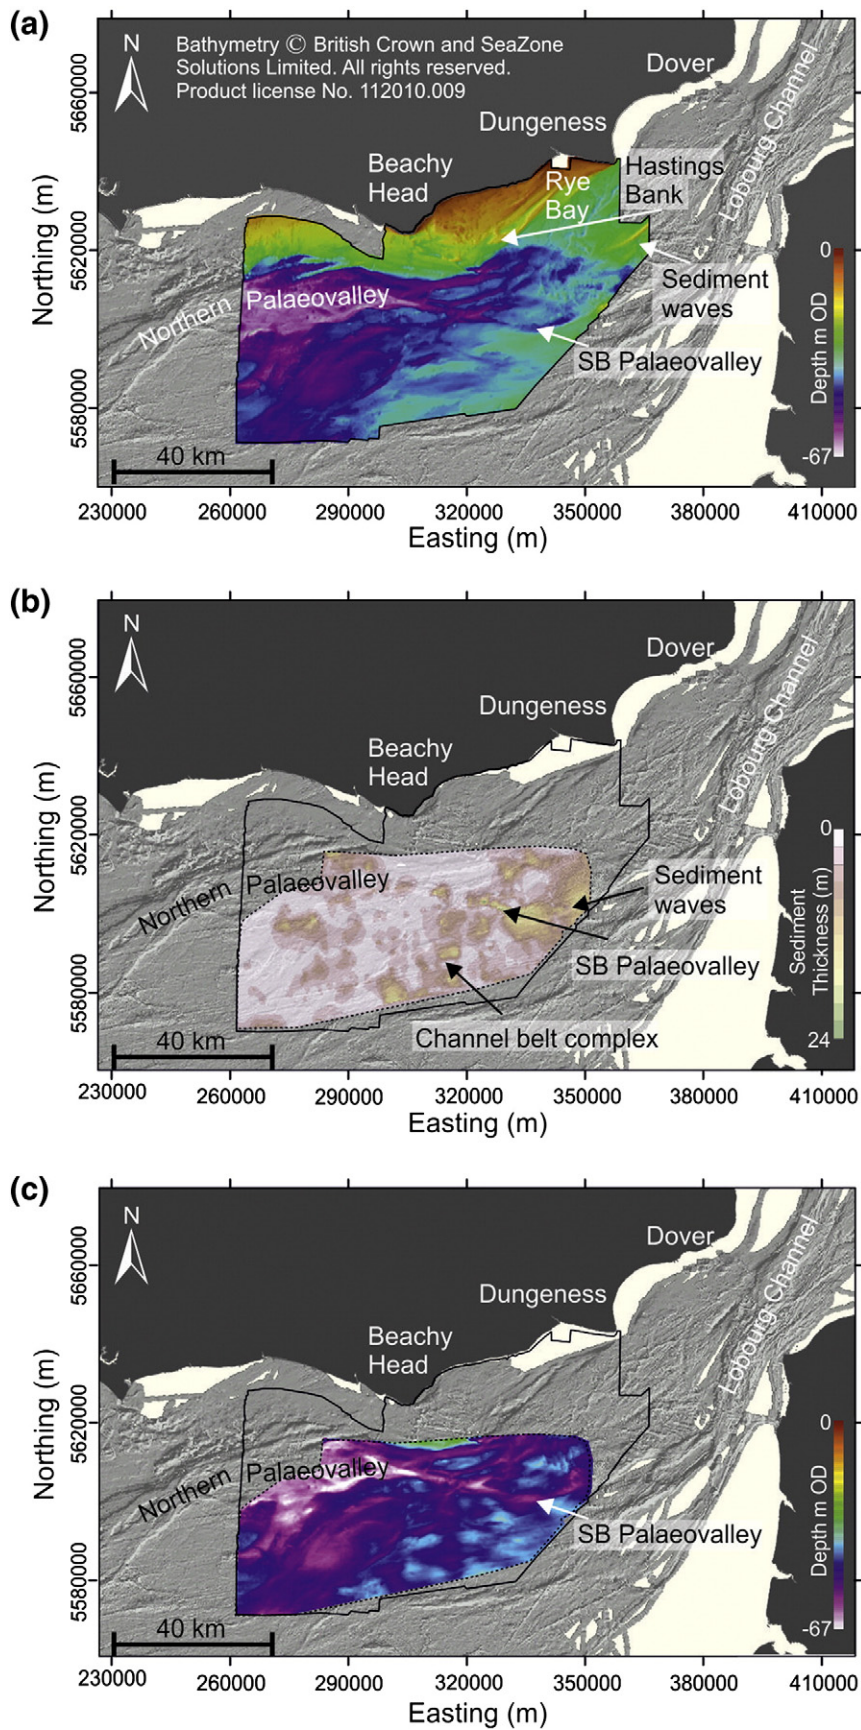 (a)
N
Bathymetry © British Crown and SeaZone
Solutions Limited. All rights reserved.
Product license No. 112010.009
Dover
Dungeness
Beachy
Head
Rye
Bay
Hastings
Bank
Lobourg Channel
Northern Palaeovalley
Sediment
waves
SB Palaeovalley
0
Depth m OD
-67
40 km
5660000
5620000
5580000
Northing (m)
230000 260000 290000 320000 350000 380000 410000
Easting (m)
(b)
N
Dover
Dungeness
Beachy
Head
Lobourg Channel
Northern Palaeovalley
Sediment
waves
SB Palaeovalley
Channel belt complex
0
Sediment
Thickness (m)
24
40 km
5660000
5620000
5580000
Northing (m)
230000 260000 290000 320000 350000 380000 410000
Easting (m)
(c)
N
Dover
Dungeness
Beachy
Head
Lobourg Channel
Northern Palaeovalley
SB Palaeovalley
0
Depth m OD
-67
40 km
5660000
5620000
5580000
Northing (m)
230000 260000 290000 320000 350000 380000 410000
Easting (m)